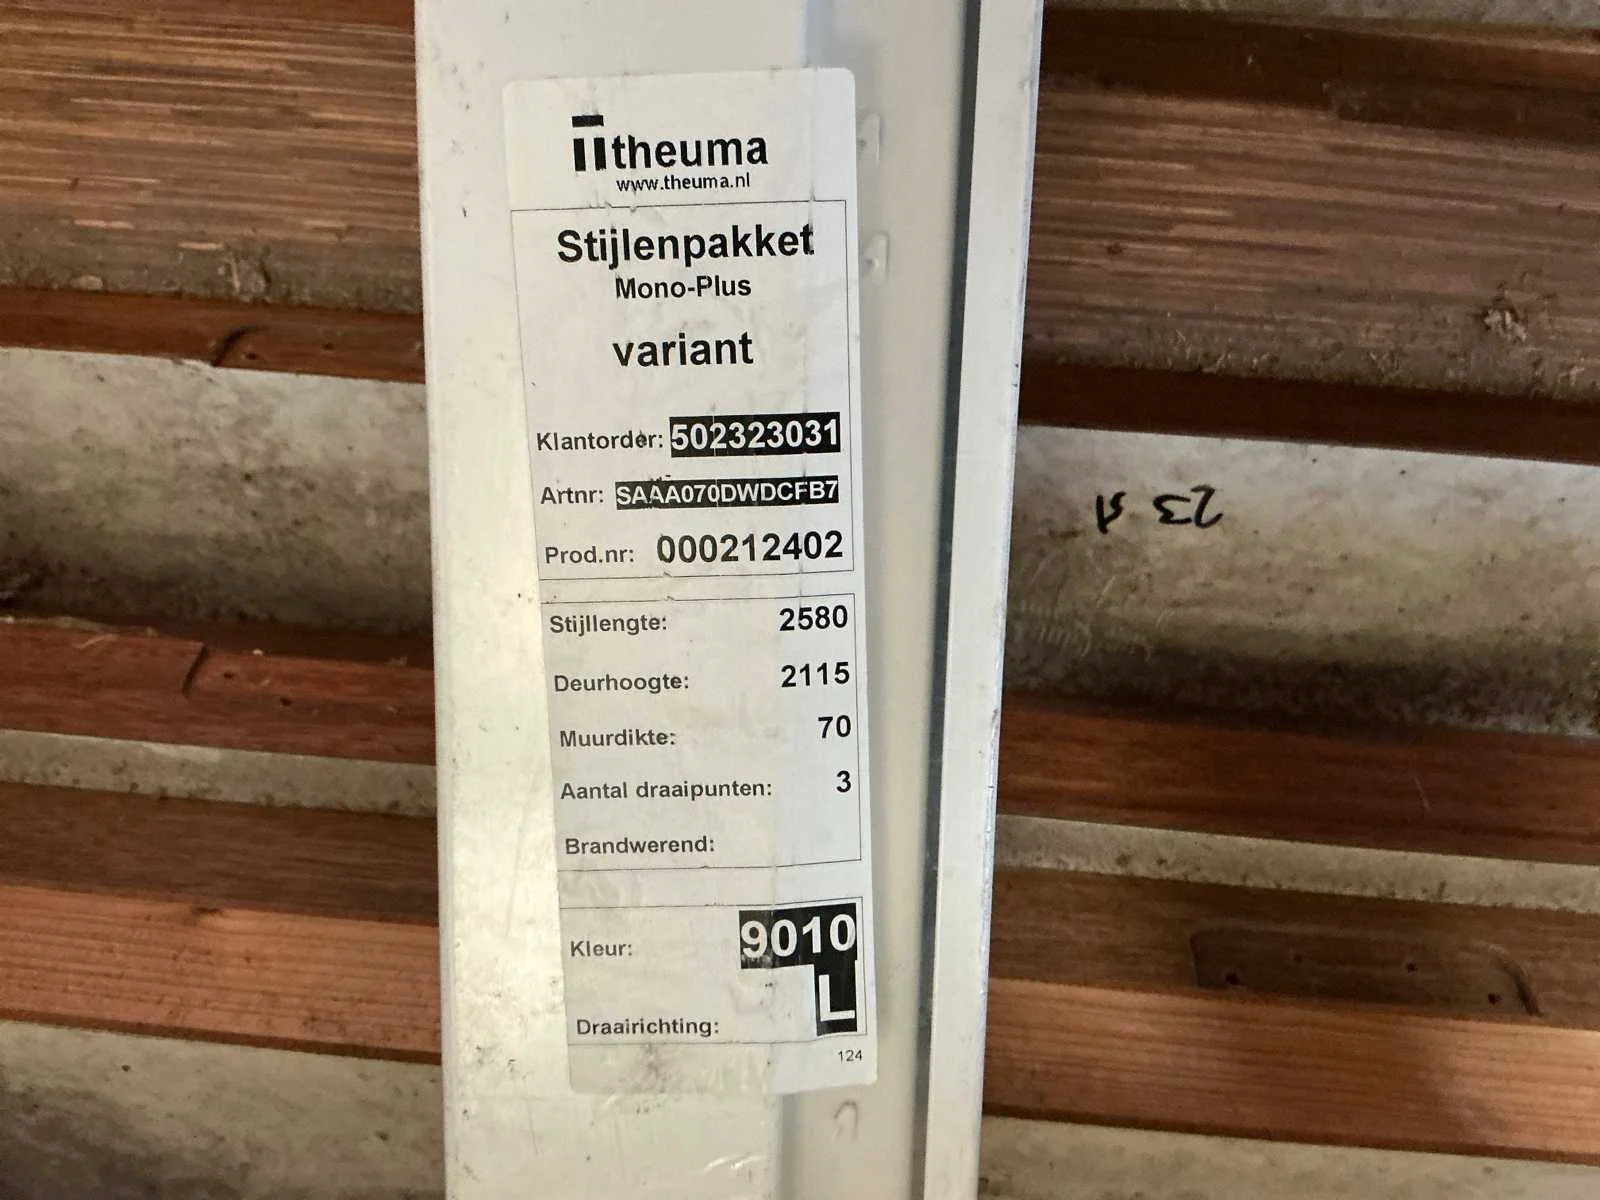 theuma
www.theuma.nl
Stijlenpakket
Mono-Plus
variant
Klantorder: 502323031
Artnr: SAAA070DWDCFB7
Prod.nr: 000212402
Stijllengte: 2580
Deurhoogte: 2115
Muurdikte: 70
Aantal draaipunten: 3
Brandwerend:
Kleur: 9010
Draairichting: L
124
23